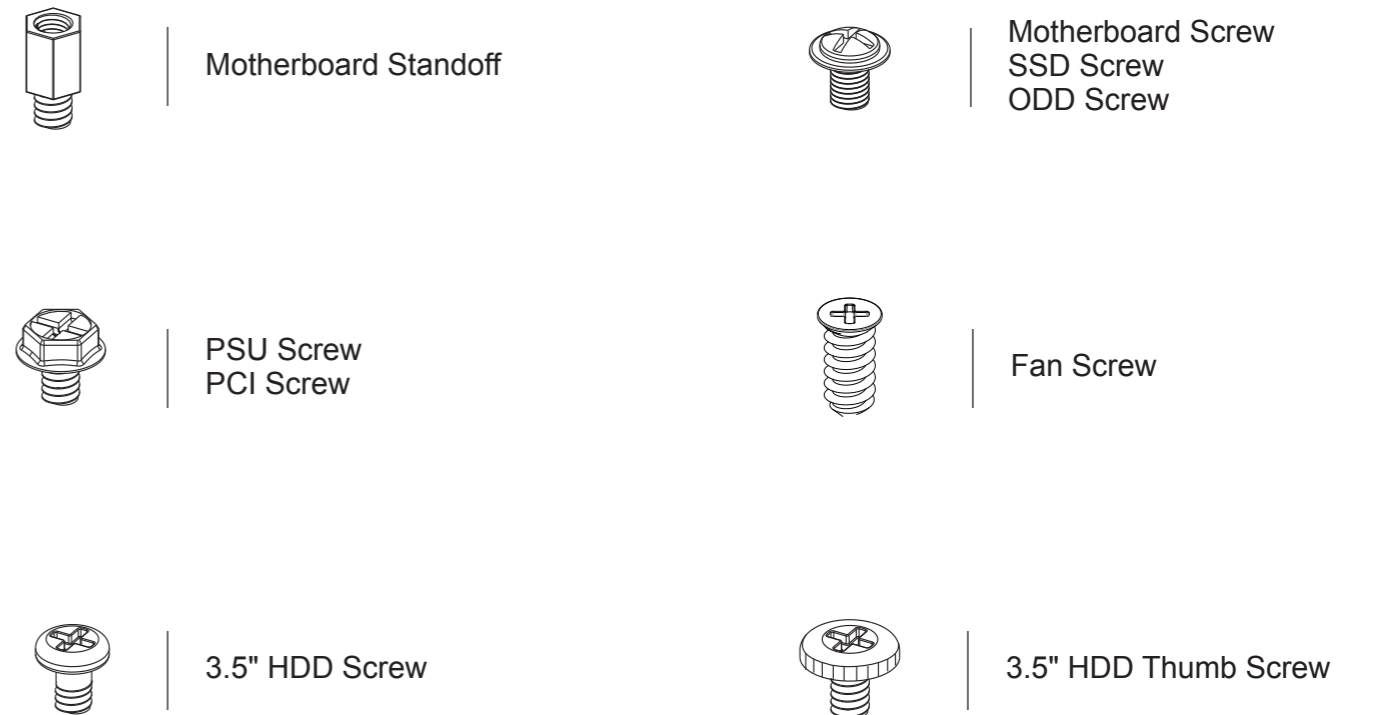 Motherboard Standoff
Motherboard Screw
SSD Screw
ODD Screw
PSU Screw
PCI Screw
Fan Screw
3.5" HDD Screw
3.5" HDD Thumb Screw